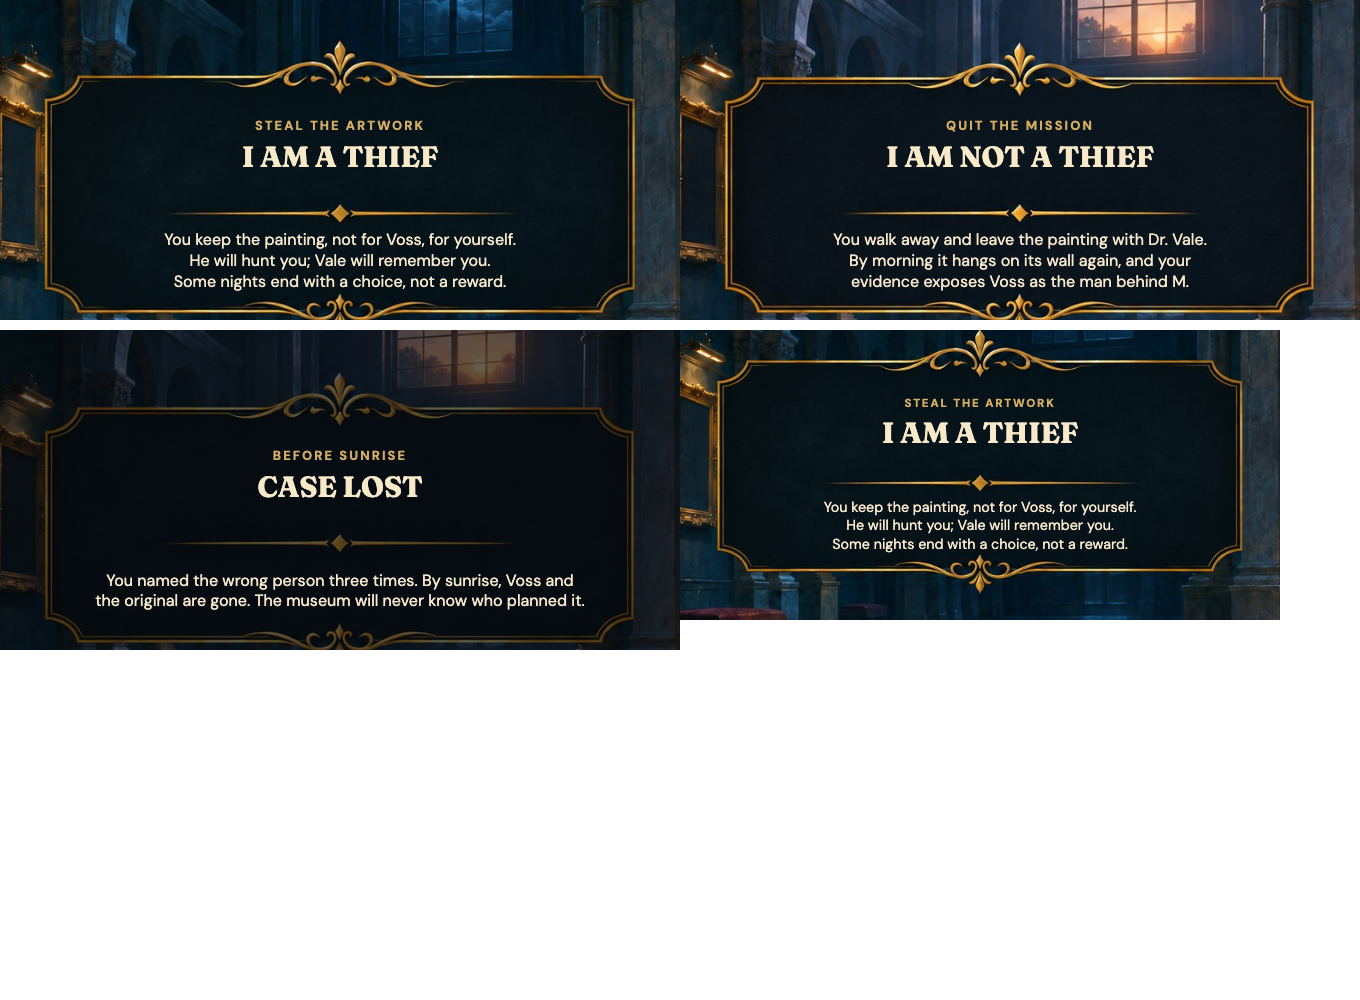 STEAL THE ARTWORK
I AM A THIEF
You keep the painting, not for Voss, for yourself.
He will hunt you; Vale will remember you.
Some nights end with a choice, not a reward.
QUIT THE MISSION
I AM NOT A THIEF
You walk away and leave the painting with Dr. Vale.
By morning it hangs on its wall again, and your
evidence exposes Voss as the man behind M.
BEFORE SUNRISE
CASE LOST
You named the wrong person three times. By sunrise, Voss and
the original are gone. The museum will never know who planned it.
STEAL THE ARTWORK
I AM A THIEF
You keep the painting, not for Voss, for yourself.
He will hunt you; Vale will remember you.
Some nights end with a choice, not a reward.